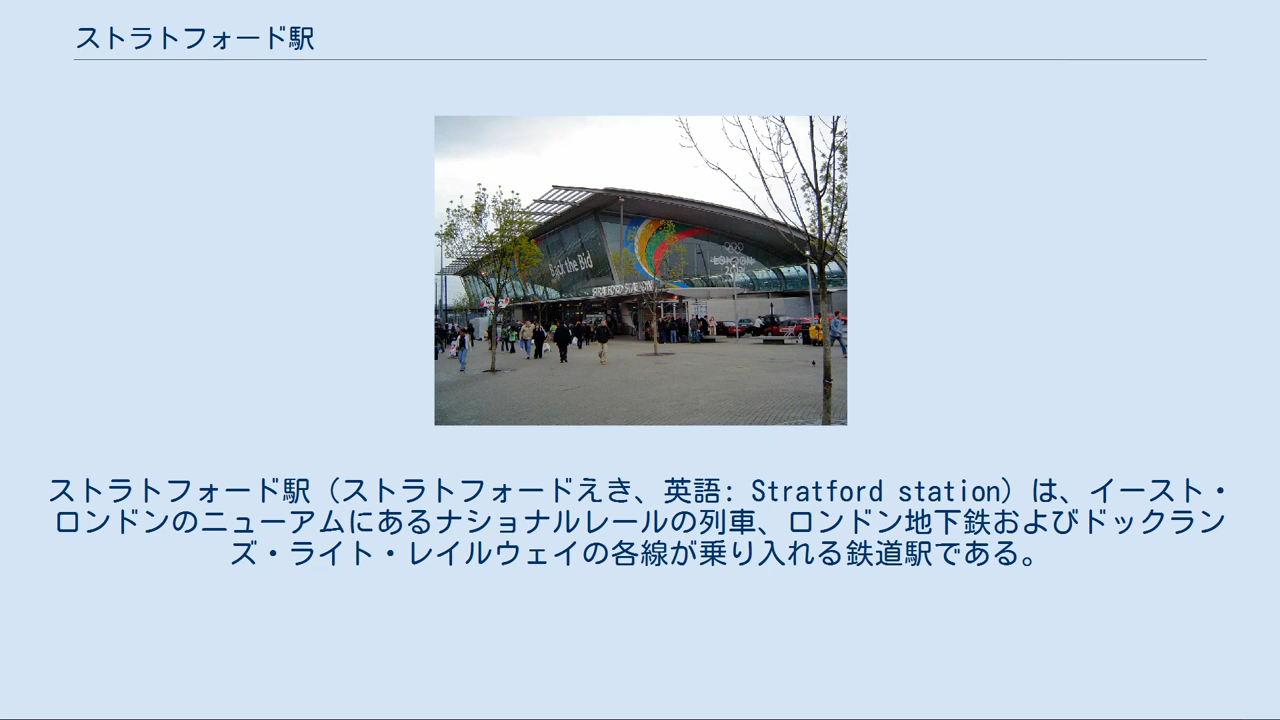 ストラトフォード駅
Back the Bid
LONDON
2012
STRATFORD STATION
ストラトフォード駅（ストラトフォードえき、英語: Stratford station）は、イースト・
ロンドンのニューアムにあるナショナルレールの列車、ロンドン地下鉄およびドックラン
ズ・ライト・レイルウェイの各線が乗り入れる鉄道駅である。